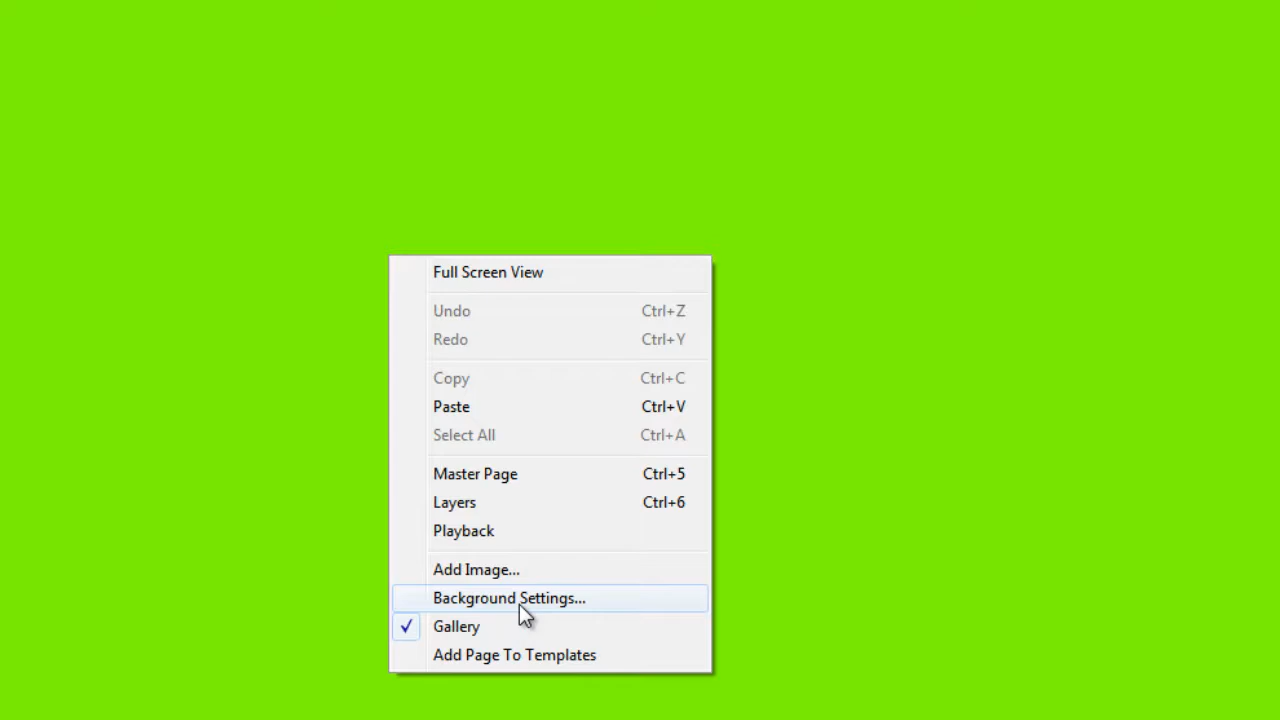 Full Screen View
Undo Ctrl+Z
Redo Ctrl+Y
Copy Ctrl+C
Paste Ctrl+V
Select All Ctrl+A
Master Page Ctrl+5
Layers Ctrl+6
Playback
Add Image...
Background Settings...
Gallery
Add Page To Templates